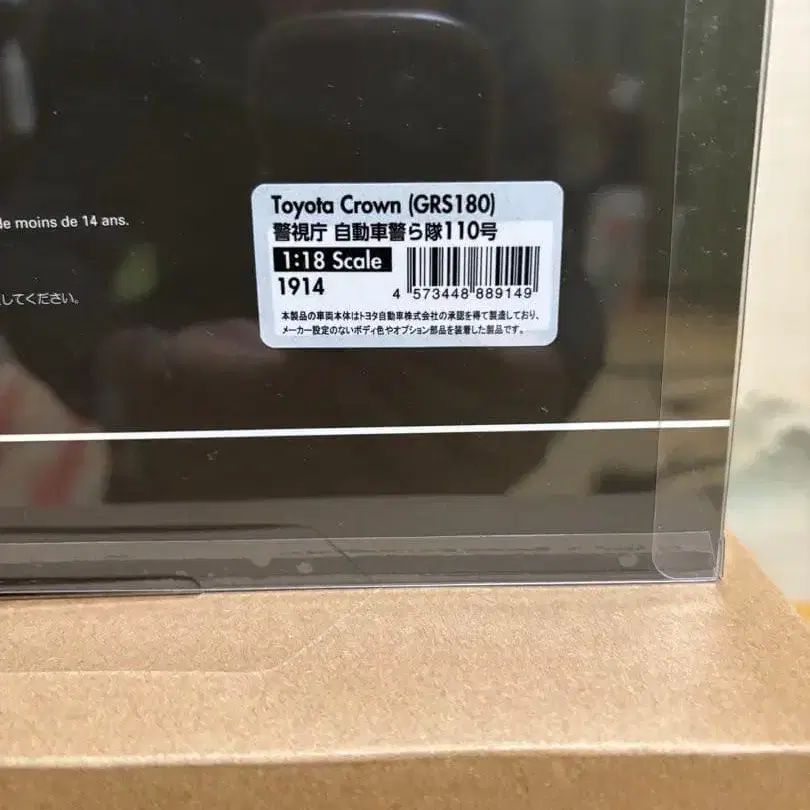 de moins de 14 ans.
してください。
Toyota Crown (GRS180)
警視庁 自動車警ら隊110号
1:18 Scale
1914
4 573448 889149
本製品の車両本体はトヨタ自動車株式会社の承認を得て製造しており、
メーカー設定のないボディ色やオプション部品を装着した製品です。